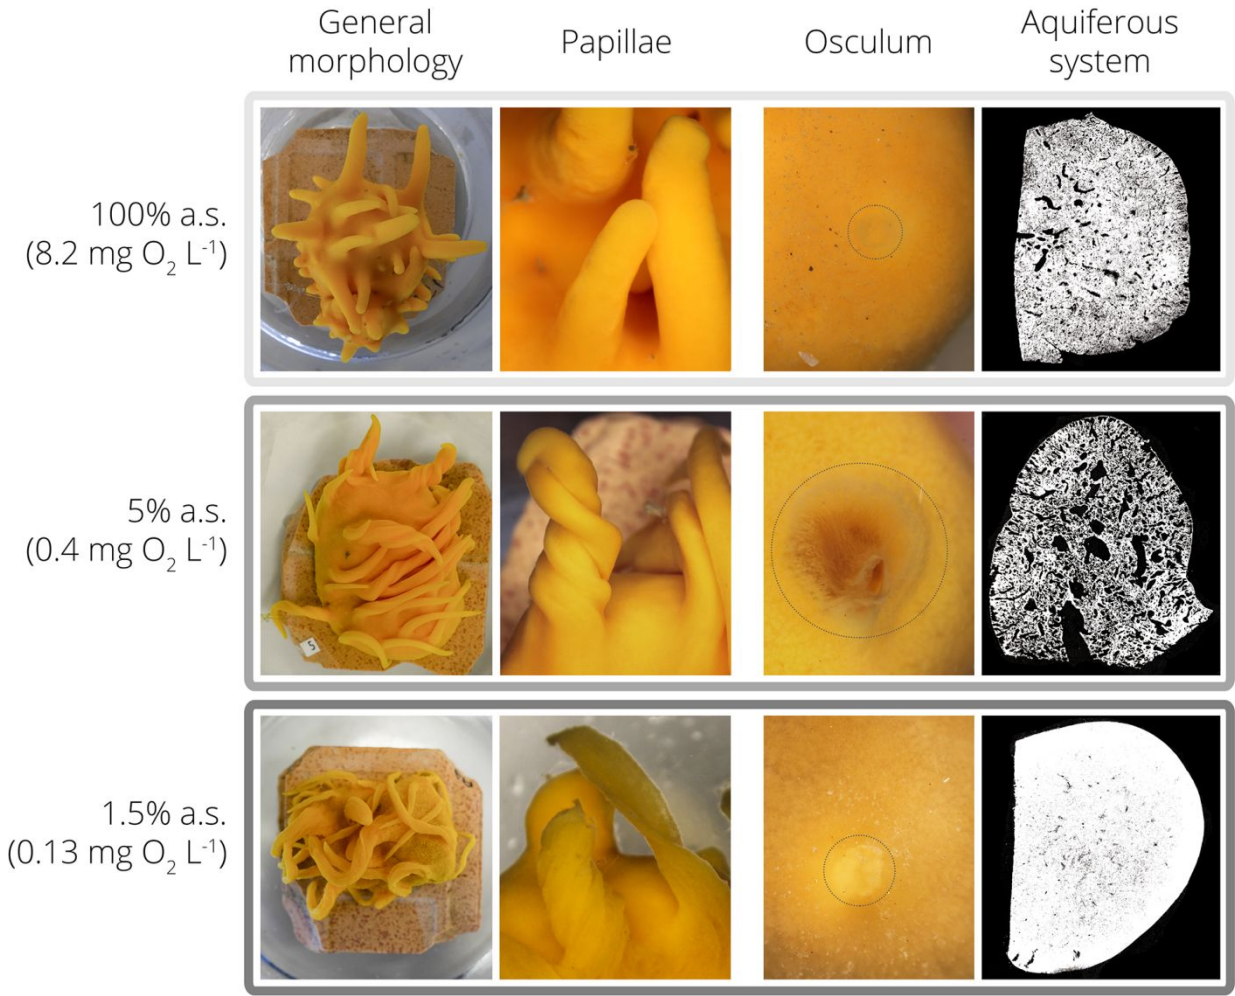 General
morphology
Papillae
Osculum
Aquiferous
system
100% a.s.
(8.2 mg O₂ L⁻¹)
5% a.s.
(0.4 mg O₂ L⁻¹)
5
1.5% a.s.
(0.13 mg O₂ L⁻¹)